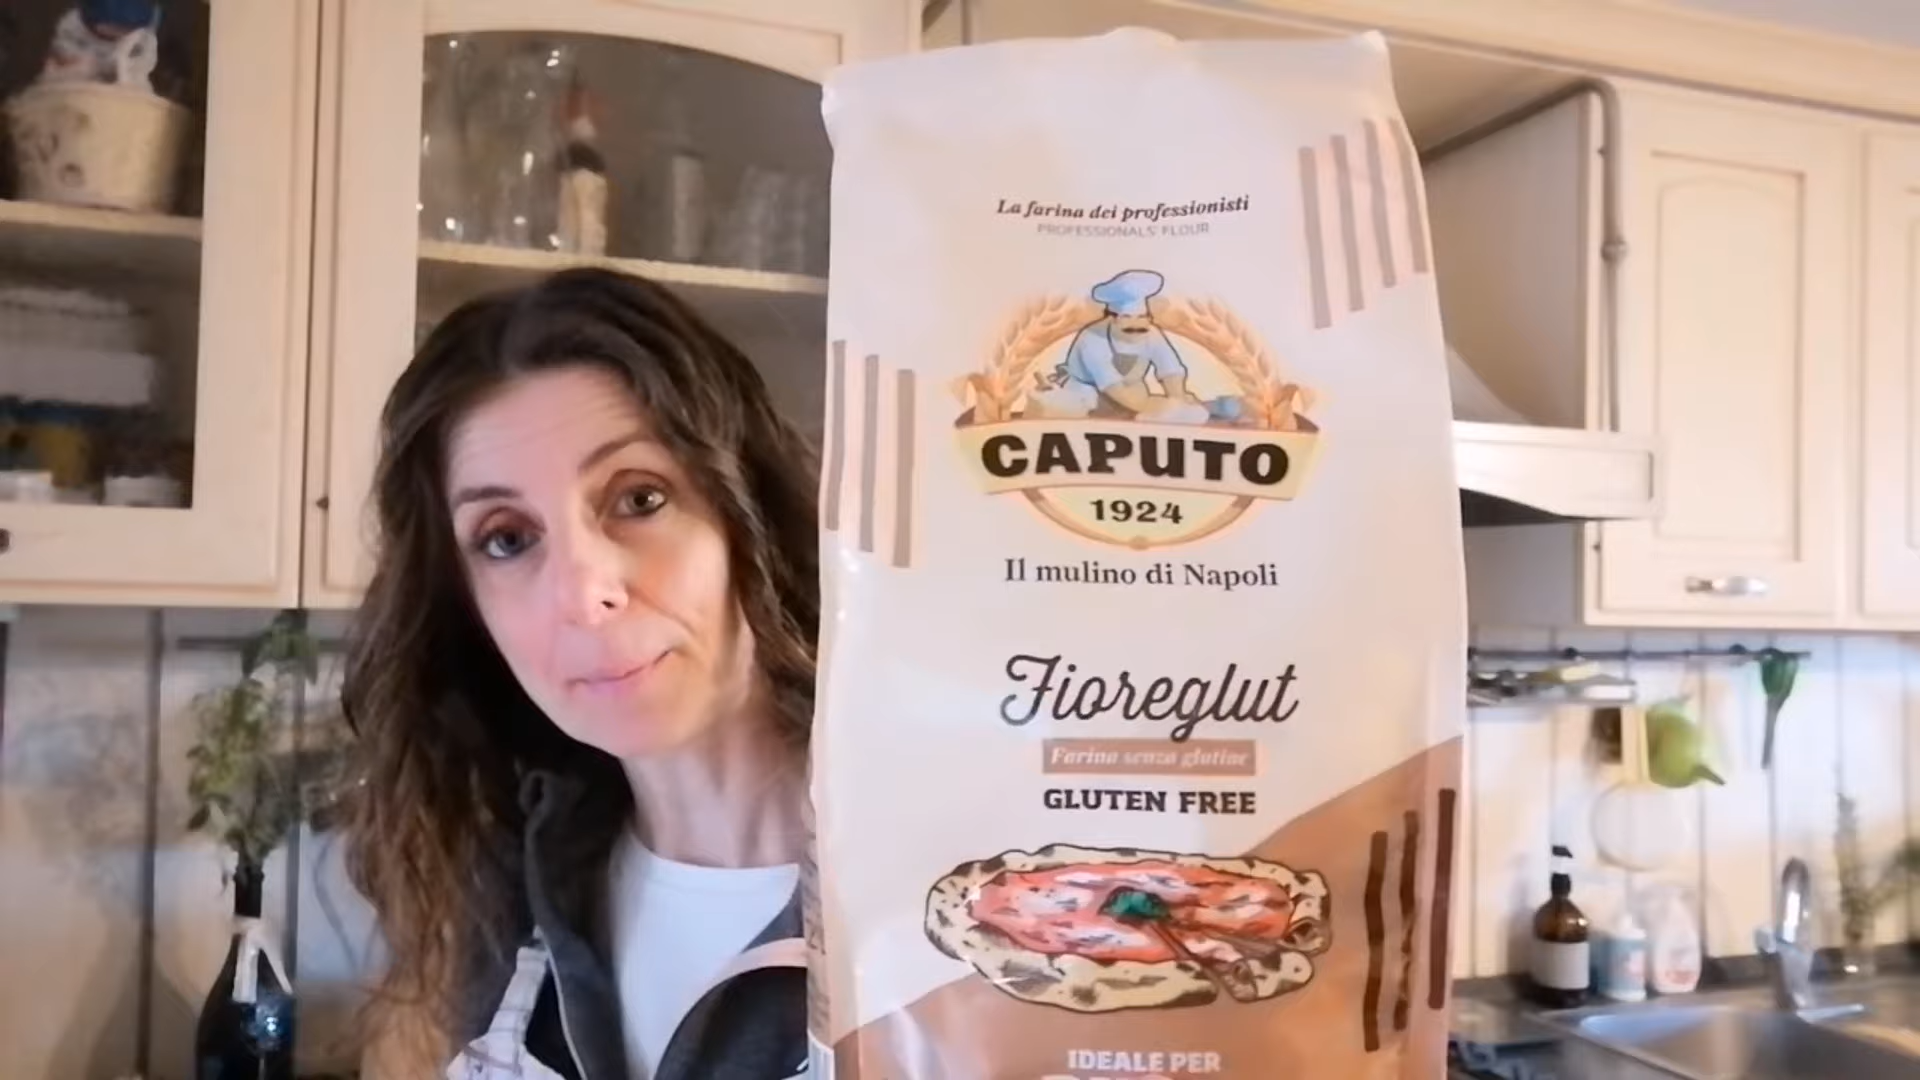 La farina dei professionisti
PROFESSIONALS' FLOUR
CAPUTO
1924
Il mulino di Napoli
Fioreglut
Farina senza glutine
GLUTEN FREE
IDEALE PER